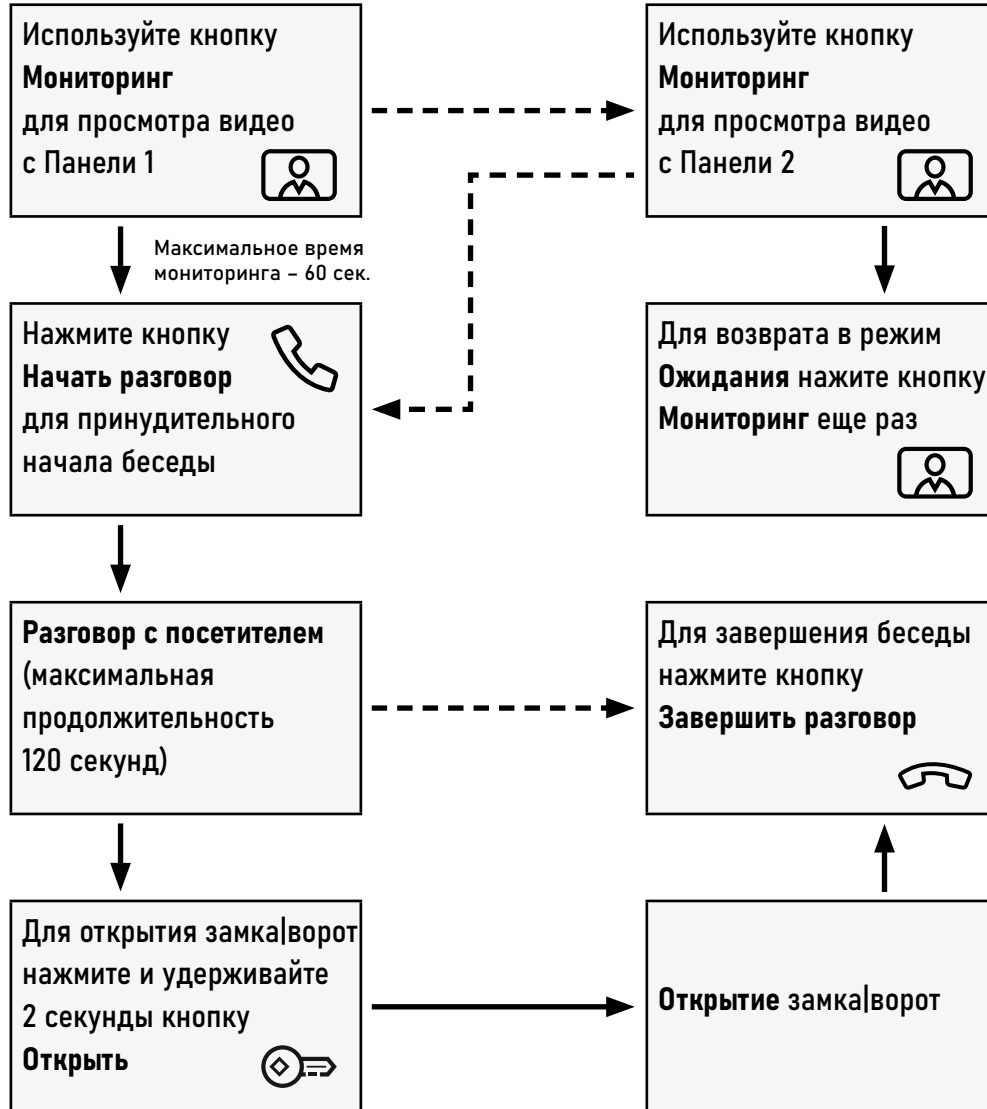 Используйте кнопку
Мониторинг
для просмотра видео
с Панели 1
Используйте кнопку
Мониторинг
для просмотра видео
с Панели 2
Максимальное время
мониторинга – 60 сек.
Нажмите кнопку
Начать разговор
для принудительного
начала беседы
Для возврата в режим
Ожидания нажите кнопку
Мониторинг еще раз
Разговор с посетителем
(максимальная
продолжительность
120 секунд)
Для завершения беседы
нажмите кнопку
Завершить разговор
Для открытия замка|ворот
нажмите и удерживайте
2 секунды кнопку
Открыть
Открытие замка|ворот